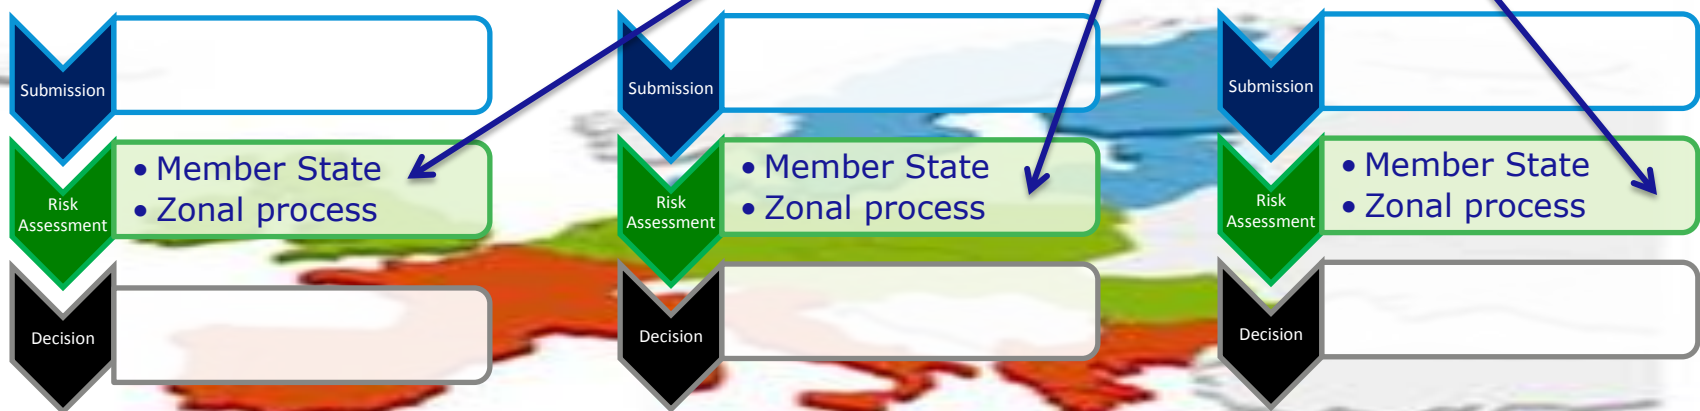 Submission
Risk
Assessment
• Member State
• Zonal process
Decision
Submission
Risk
Assessment
• Member State
• Zonal process
Decision
Submission
Risk
Assessment
• Member State
• Zonal process
Decision